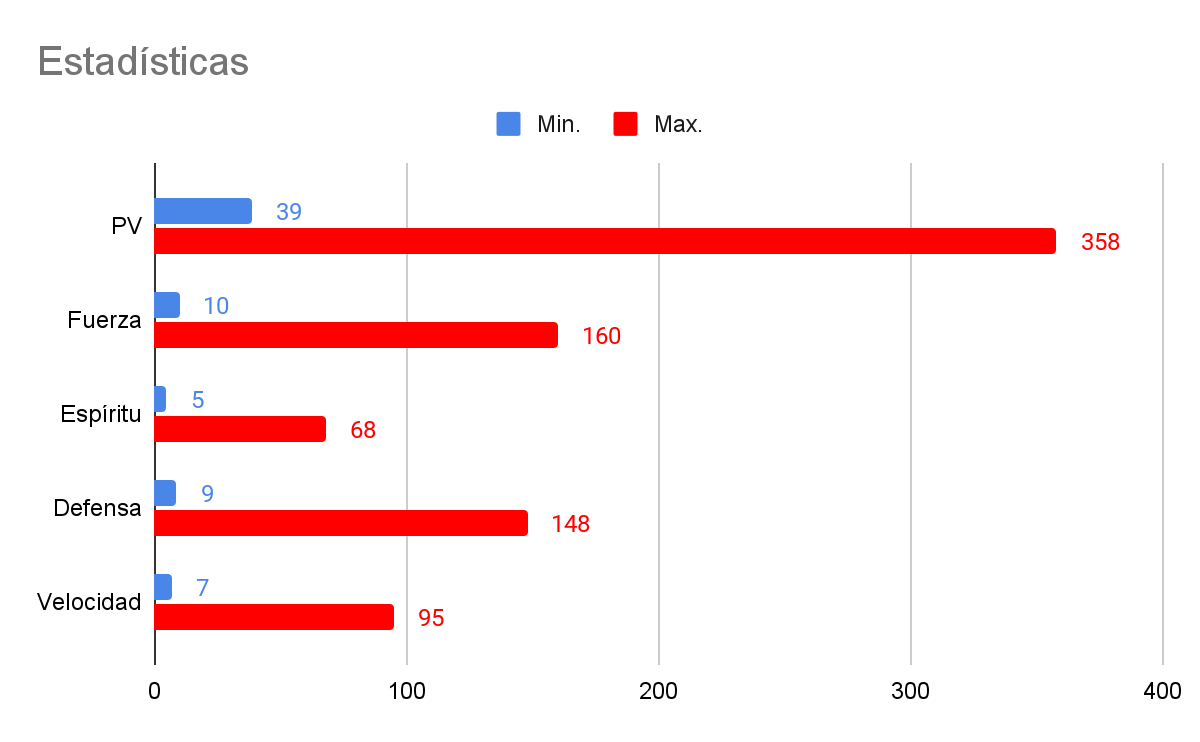 Estadísticas
Min. Max.
PV 39
358
Fuerza 10
160
Espíritu 5
68
Defensa 9
148
Velocidad 7
95
0 100 200 300 400